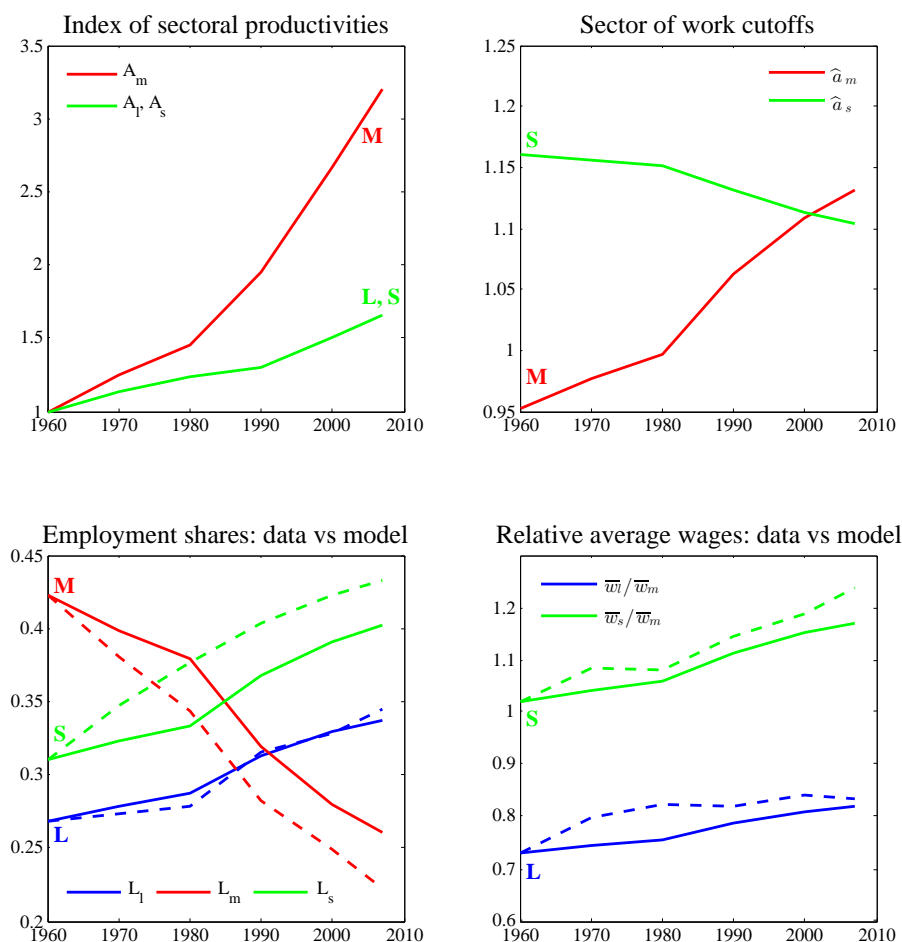 Index of sectoral productivities
3.5
3
2.5
2
1.5
1
A_m
A_l, A_s
M
L, S
1960 1970 1980 1990 2000 2010
Sector of work cutoffs
1.25
1.2
1.15
1.1
1.05
1
0.95
â_m
â_s
S
M
1960 1970 1980 1990 2000 2010
Employment shares: data vs model
0.45
0.4
0.35
0.3
0.25
0.2
M
S
L
L_l L_m L_s
1960 1970 1980 1990 2000 2010
Relative average wages: data vs model
1.2
1.1
1
0.9
0.8
0.7
0.6
w̅_l/w̅_m
w̅_s/w̅_m
S
L
1960 1970 1980 1990 2000 2010